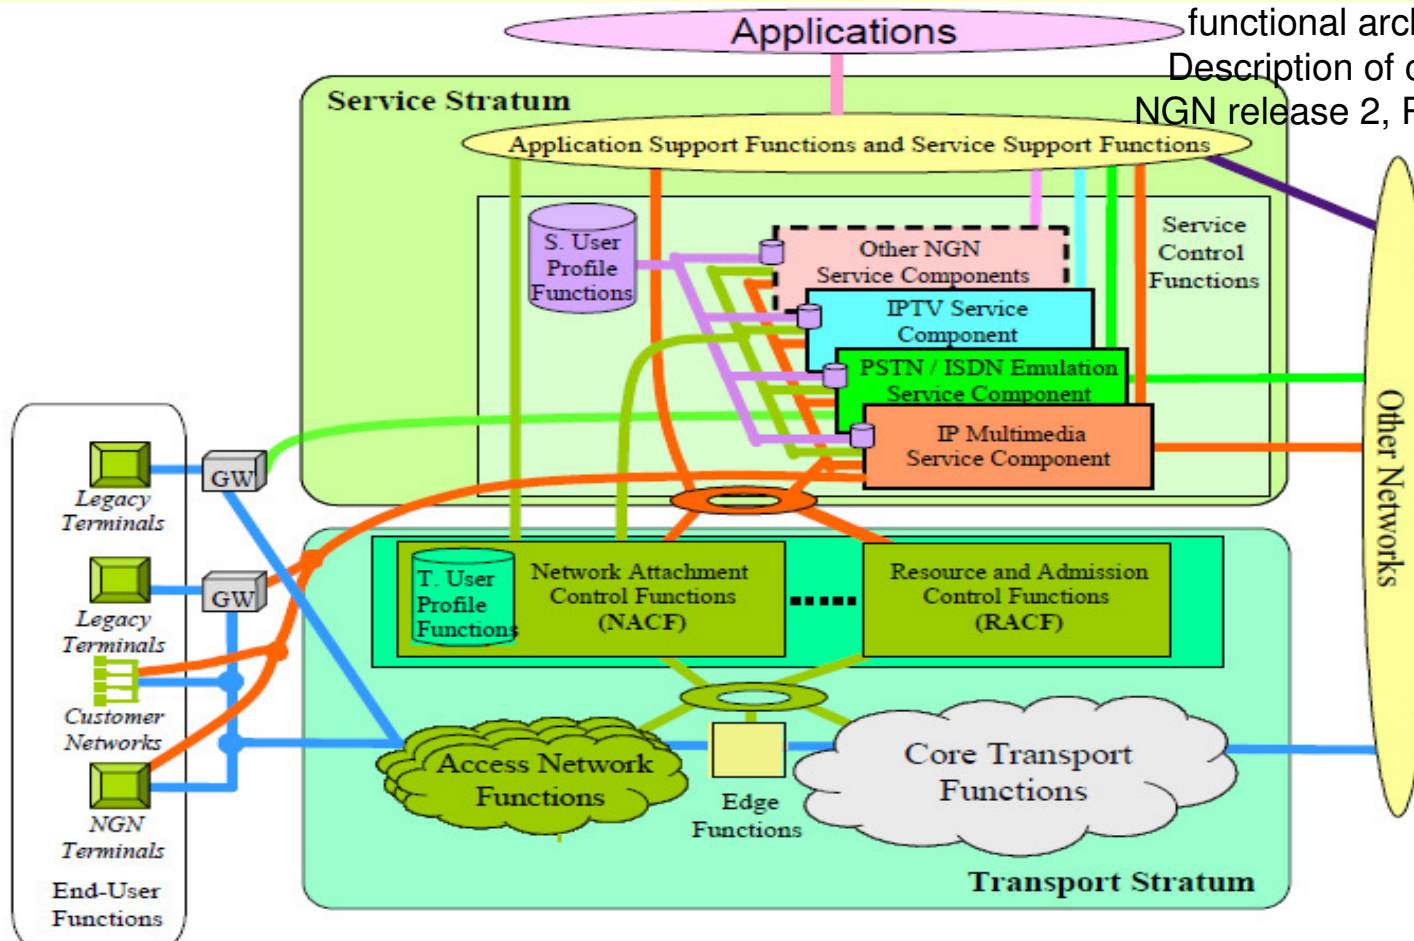 functional arc
Description of
NGN release 2,
Applications
Service Stratum
Application Support Functions and Service Support Functions
S. User
Profile
Functions
Other NGN
Service Components
Service
Control
Functions
IPTV Service
Component
PSTN / ISDN Emulation
Service Component
IP Multimedia
Service Component
Other Networks
GW
Legacy
Terminals
GW
Legacy
Terminals
Customer
Networks
NGN
Terminals
End-User
Functions
T. User
Profile
Functions
Network Attachment
Control Functions
(NACF)
Resource and Admission
Control Functions
(RACF)
Access Network
Functions
Edge
Functions
Core Transport
Functions
Transport Stratum